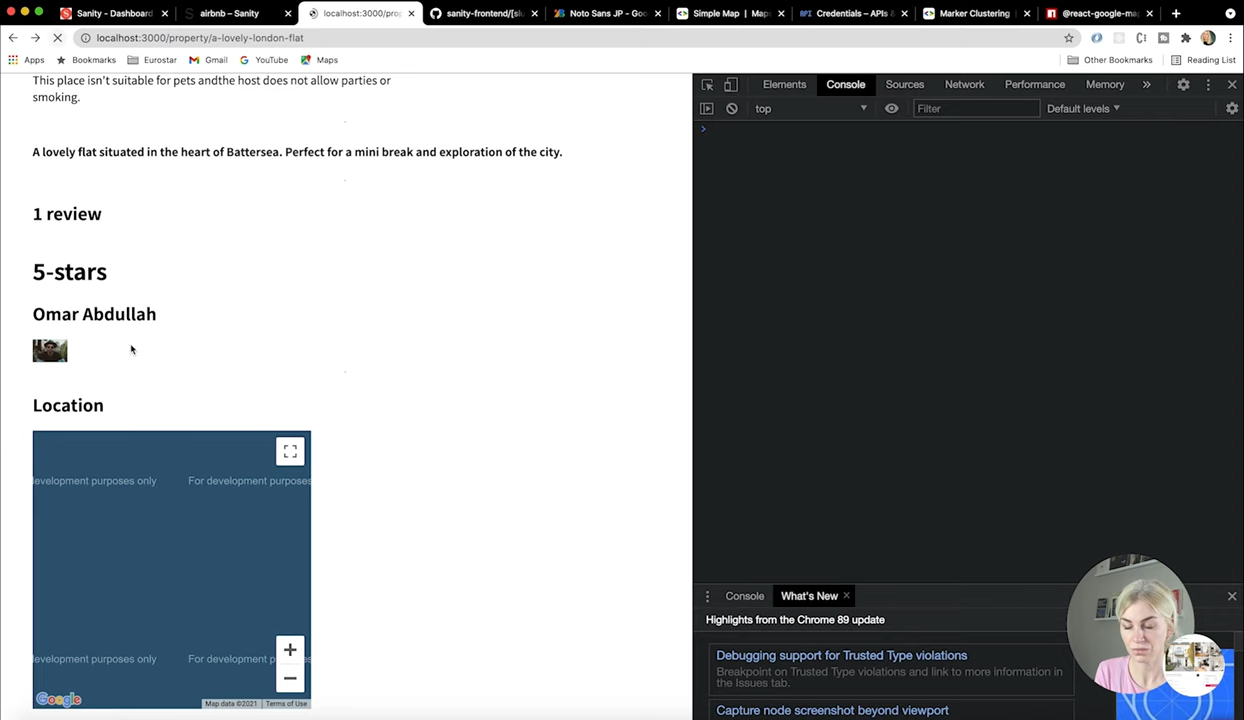 Sanity - Dashboard
airbnb – Sanity
localhost:3000/prop
sanity-frontend/[slu
Noto Sans JP - Goo
Simple Map | Maps
API Credentials – APIs &
Marker Clustering
@react-google-ma
localhost:3000/property/a-lovely-london-flat
Apps Bookmarks Eurostar Gmail YouTube Maps Other Bookmarks Reading List
This place isn't suitable for pets andthe host does not allow parties or
smoking.
A lovely flat situated in the heart of Battersea. Perfect for a mini break and exploration of the city.
1 review
5-stars
Omar Abdullah
Location
evelopment purposes only For development purposes
evelopment purposes only For development p s
Google Map data ©2021 Terms of Use
Elements Console Sources Network Performance Memory
top Filter Default levels
Console What's New
Highlights from the Chrome 89 update
Debugging support for Trusted Type violations
Breakpoint on Trusted Type violations and link to more information in
the Issues tab.
Capture node screenshot beyond viewport